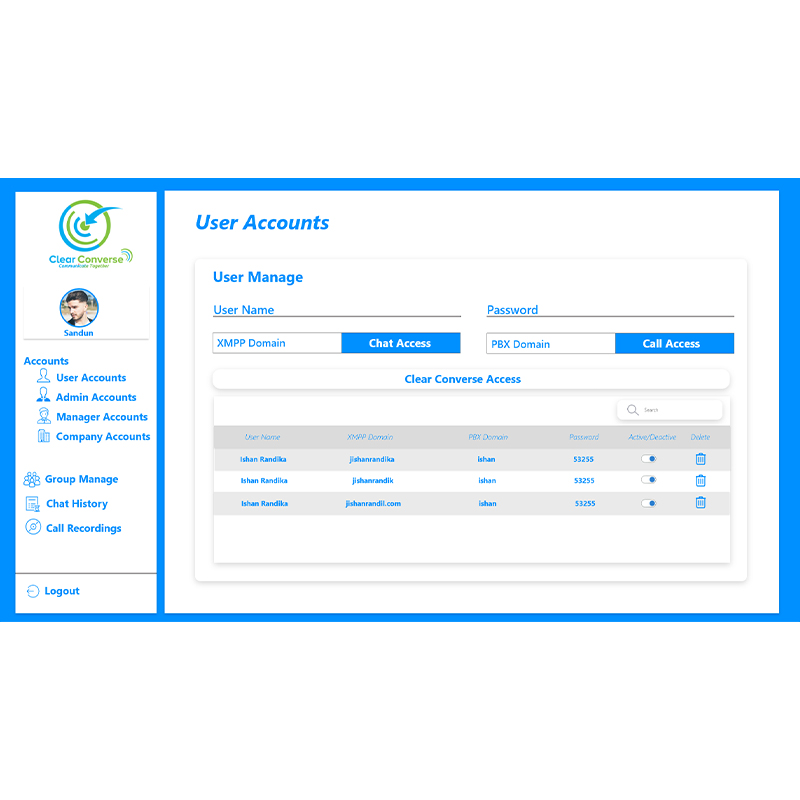 Clear Converse
Communicate Together
Sandun
Accounts
User Accounts
Admin Accounts
Manager Accounts
Company Accounts
Group Manage
Chat History
Call Recordings
Logout
User Accounts
User Manage
User Name Password
XMPP Domain Chat Access PBX Domain Call Access
Clear Converse Access
Search
User Name XMPP Domain PBX Domain Password Active/Deactive Delete
Ishan Randika jishanrandika ishan 53255
Ishan Randika jishanrandik ishan 53255
Ishan Randika jishanrandil.com ishan 53255